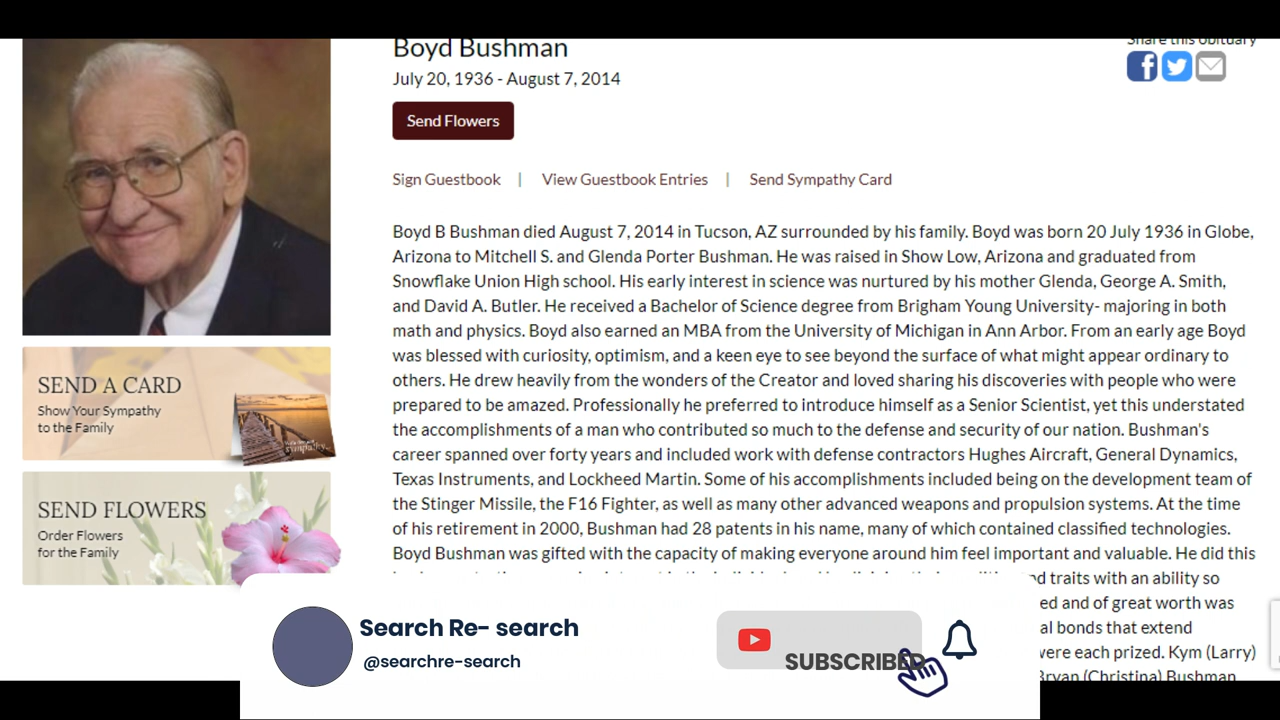 Boyd Bushman
Share this obituary
July 20, 1936 - August 7, 2014
Send Flowers
Sign Guestbook | View Guestbook Entries | Send Sympathy Card
Boyd B Bushman died August 7, 2014 in Tucson, AZ surrounded by his family. Boyd was born 20 July 1936 in Globe,
Arizona to Mitchell S. and Glenda Porter Bushman. He was raised in Show Low, Arizona and graduated from
Snowflake Union High school. His early interest in science was nurtured by his mother Glenda, George A. Smith,
and David A. Butler. He received a Bachelor of Science degree from Brigham Young University- majoring in both
math and physics. Boyd also earned an MBA from the University of Michigan in Ann Arbor. From an early age Boyd
was blessed with curiosity, optimism, and a keen eye to see beyond the surface of what might appear ordinary to
others. He drew heavily from the wonders of the Creator and loved sharing his discoveries with people who were
prepared to be amazed. Professionally he preferred to introduce himself as a Senior Scientist, yet this understated
the accomplishments of a man who contributed so much to the defense and security of our nation. Bushman's
career spanned over forty years and included work with defense contractors Hughes Aircraft, General Dynamics,
Texas Instruments, and Lockheed Martin. Some of his accomplishments included being on the development team of
the Stinger Missile, the F16 Fighter, as well as many other advanced weapons and propulsion systems. At the time
of his retirement in 2000, Bushman had 28 patents in his name, many of which contained classified technologies.
Boyd Bushman was gifted with the capacity of making everyone around him feel important and valuable. He did this
traits with an ability so
and of great worth was
bonds that extend
were each prized. Kym (Larry)
Bryan (Christina) Bushman
SEND A CARD
Show Your Sympathy
to the Family
SEND FLOWERS
Order Flowers
for the Family
Search Re- search
@searchre-search
SUBSCRIBED